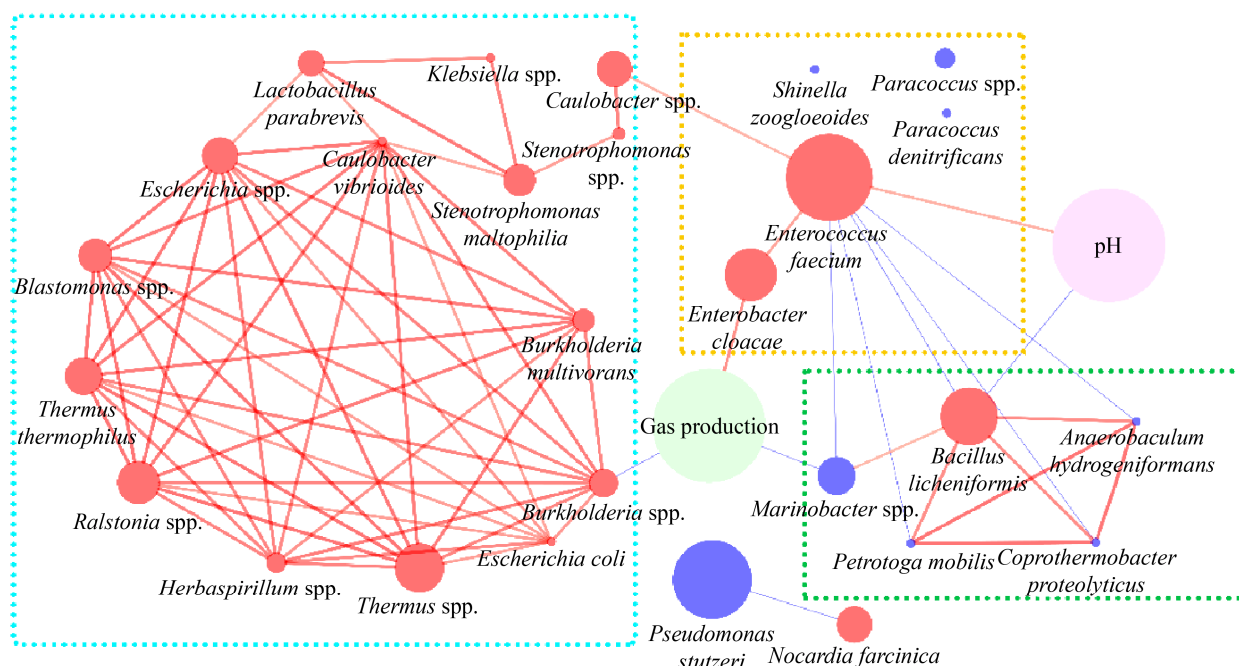 Lactobacillus
parabrevis
Klebsiella spp.
Caulobacter spp.
Shinella
zoogloeoides
Paracoccus spp.
Paracoccus
denitrificans
Escherichia spp.
Caulobacter
vibrioides
Stenotrophomonas
spp.
Stenotrophomonas
maltophilia
Enterococcus
faecium
pH
Blastomonas spp.
Enterobacter
cloacae
Burkholderia
multivorans
Thermus
thermophilus
Gas production
Bacillus
licheniformis
Anaerobaculum
hydrogeniformans
Ralstonia spp.
Burkholderia spp.
Marinobacter spp.
Herbaspirillum spp.
Escherichia coli
Thermus spp.
Petrotoga mobilis
Coprothermobacter
proteolyticus
Pseudomonas
stutzeri
Nocardia farcinica